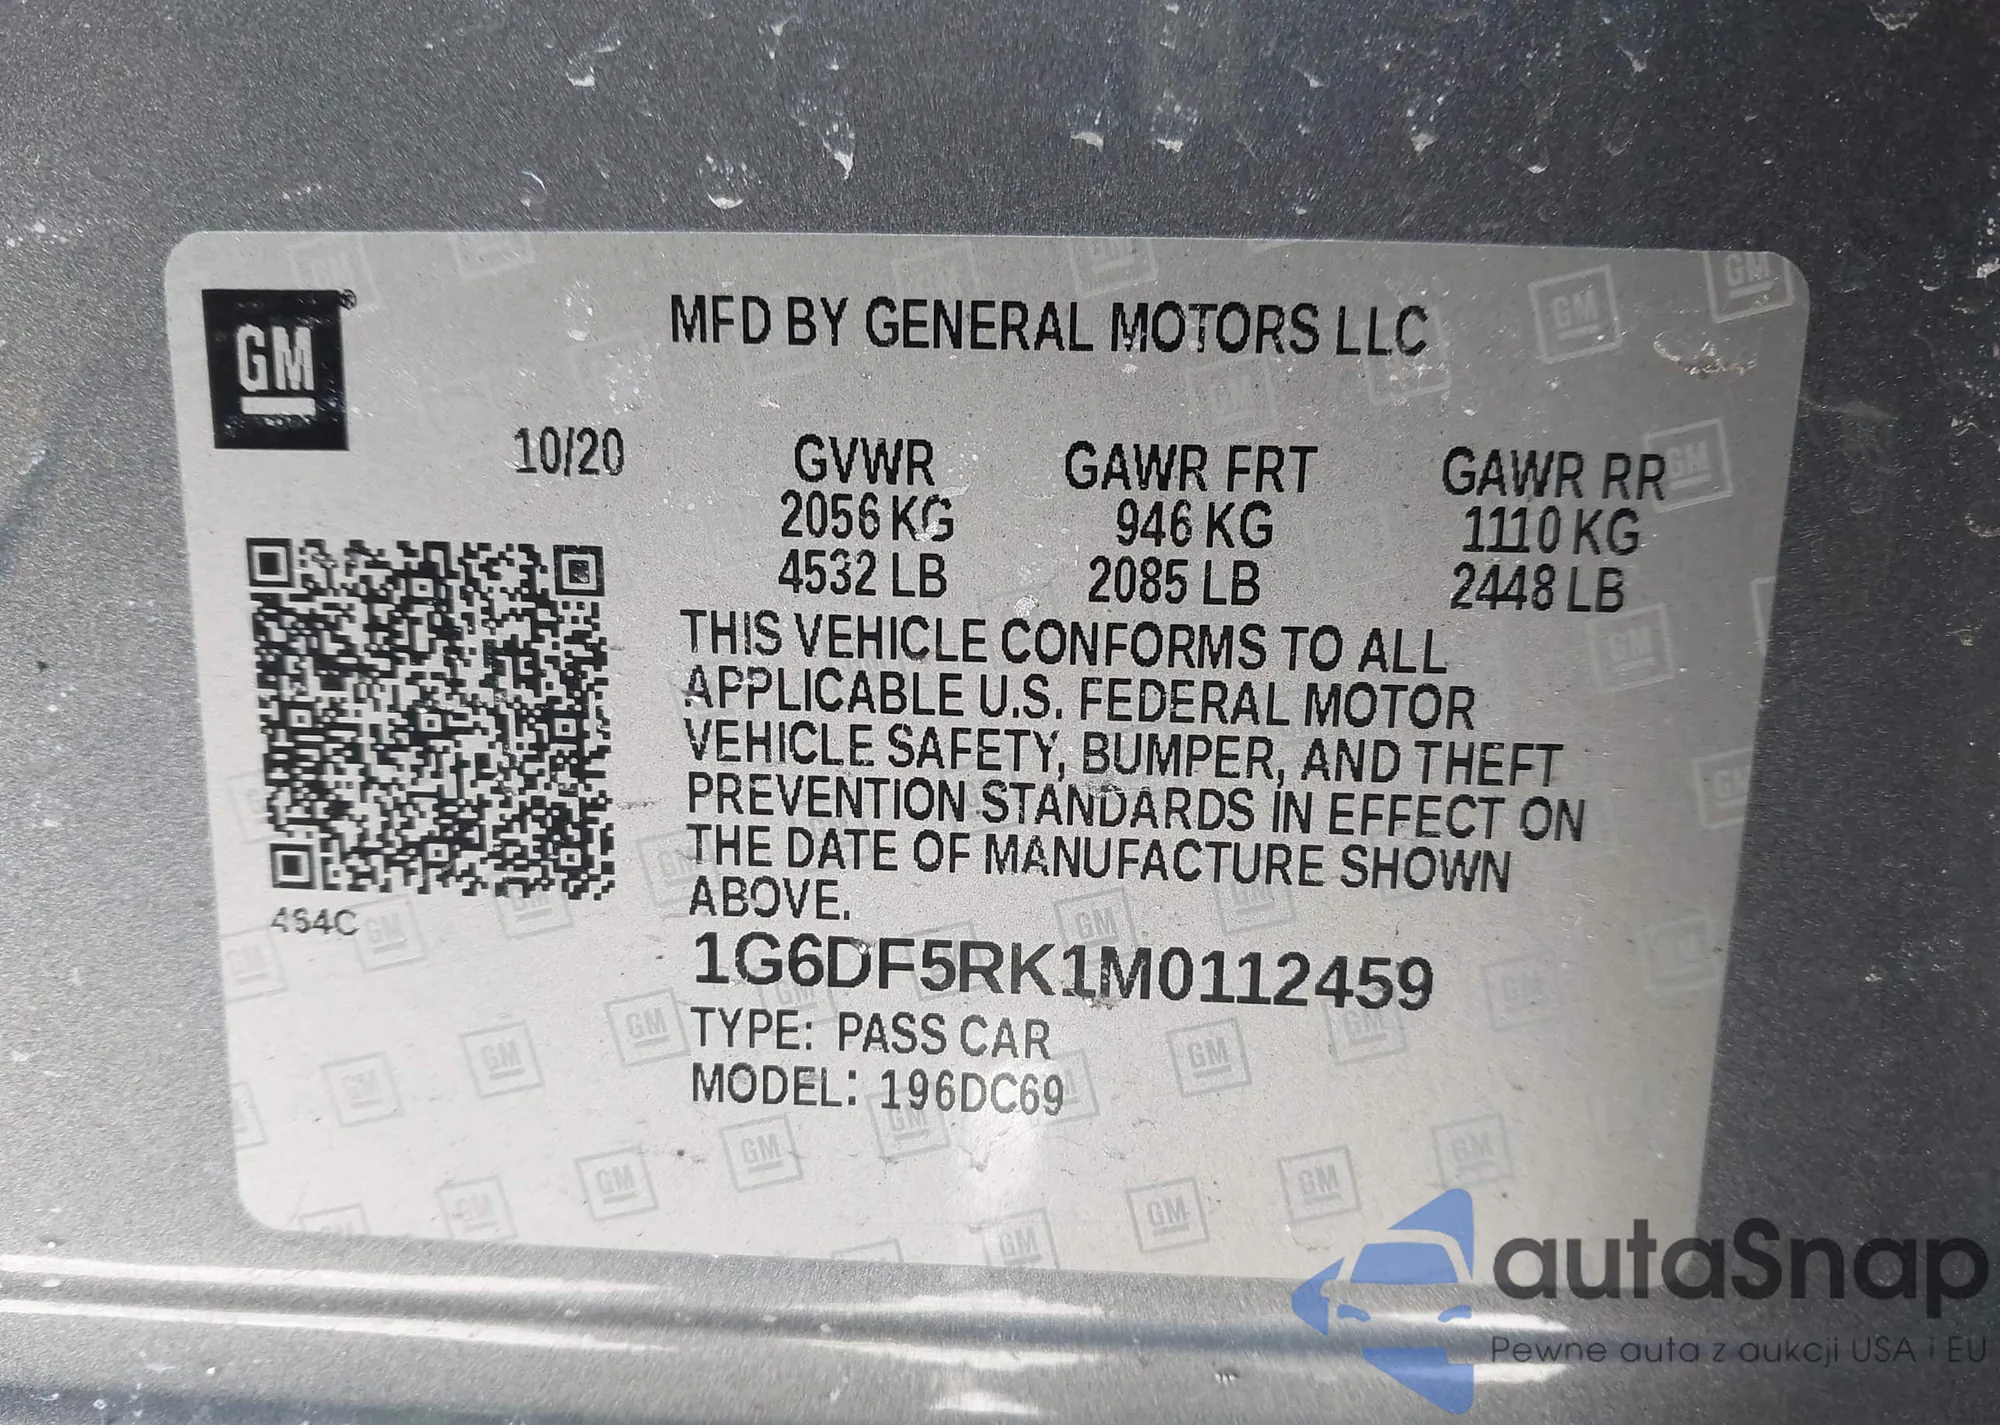 GM
MFD BY GENERAL MOTORS LLC
10/20
GVWR GAWR FRT GAWR RR
2056 KG 946 KG 1110 KG
4532 LB 2085 LB 2448 LB
THIS VEHICLE CONFORMS TO ALL
APPLICABLE U.S. FEDERAL MOTOR
VEHICLE SAFETY, BUMPER, AND THEFT
PREVENTION STANDARDS IN EFFECT ON
THE DATE OF MANUFACTURE SHOWN
ABOVE.
1G6DF5RK1M0112459
TYPE: PASS CAR
MODEL: 196DC69
autaSnap
Pewne auta z aukcji USA i EU